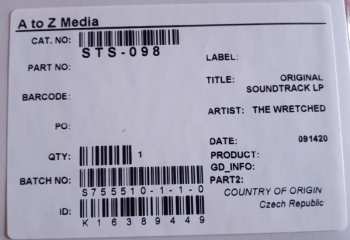 A to Z Media
CAT. NO:
STS-098
PART NO:
BARCODE:
PO:
QTY: 1
BATCH NO:
S755510-1-1-0
ID:
K16389449
LABEL:
TITLE: ORIGINAL
SOUNDTRACK LP
ARTIST: THE WRETCHED
DATE: 091420
PRODUCT:
GD_INFO:
PART2:
COUNTRY OF ORIGIN
Czech Republic